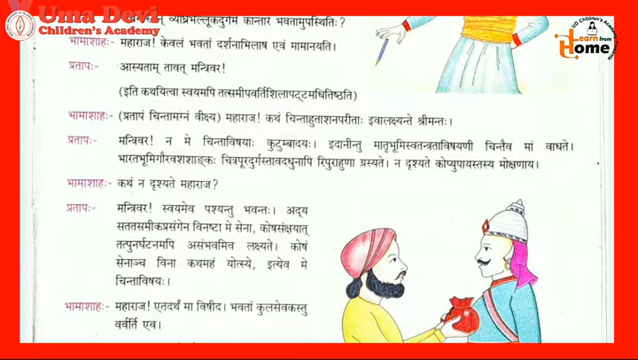 Uma Devi
Children's Academy
UD Children's Academy
Learn from
Home
व्याघ्रभल्लूकदुर्गमे कान्तारे भवतामुपस्थितिः?
भामाशाहः- महाराज! केवलं भवतां दर्शनाभिलाष एवं मामानयति।
प्रतापः- आस्यताम् तावत् मन्त्रिवर!
(इति कथयित्वा स्वयमपि तत्समीपवर्तिशिलापट्टमधितिष्ठति)
भामाशाहः- (प्रतापं चिन्तामग्नं वीक्ष्य) महाराज! कथं चिन्ताहुताशनपरीताः इवालक्ष्यन्ते श्रीमन्तः।
प्रतापः- मन्त्रिवर! न मे चिन्ताविषयाः कुटुम्बादयः। इदानीन्तु मातृभूमिस्वतन्त्रताविषयिणी चिन्तैव मां बाधते।
भारतभूमिगौरवशशाङ्कः चित्रपूरदुर्गस्तावदधुनापि रिपुराहुणा ग्रस्यते। न दृश्यते कोप्युपायस्तस्य मोक्षणाय।
भामाशाहः- कथं न दृश्यते महाराज?
प्रतापः- मन्त्रिवर! स्वयमेव पश्यन्तु भवन्तः। अद्य
सततसमीकप्रसंगेन विनष्टा मे सेना, कोषसंक्षयात्
तत्पुनर्घटनमपि असंभवमिव लक्ष्यते। कोषं
सेनाञ्च विना कथमहं योत्स्ये, इत्येव मे
चिन्ताविषयः।
भामाशाहः- महाराज! एतदर्थं मा विषीद। भवतां कुलसेवकस्तु
वर्वर्ति एव।